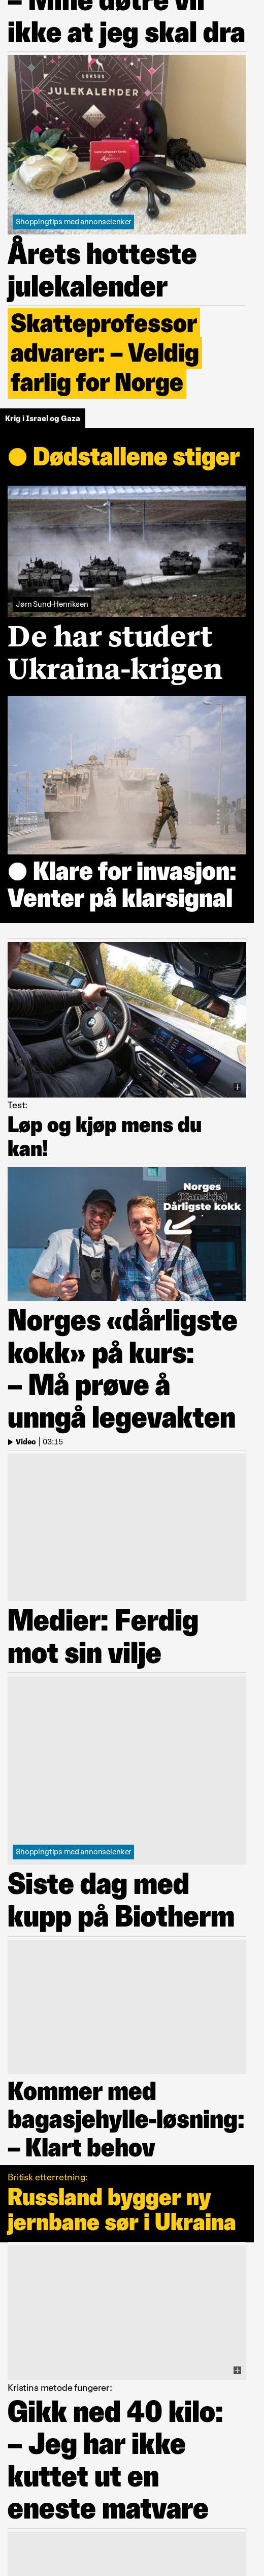 – Mine døtre vil
ikke at jeg skal dra
LUKSUS
JULEKALENDER
Shoppingtips med annonselenker
Årets hotteste
julekalender
Skatteprofessor
advarer: – Veldig
farlig for Norge
Krig i Israel og Gaza
Dødstallene stiger
Jørn Sund-Henriksen
De har studert
Ukraina-krigen
Klare for invasjon:
Venter på klarsignal
Test:
Løp og kjøp mens du
kan!
Norges
(Kanskje)
Dårligste kokk
Norges «dårligste
kokk» på kurs:
– Må prøve å
unngå legevakten
Video | 03:15
Medier: Ferdig
mot sin vilje
Shoppingtips med annonselenker
Siste dag med
kupp på Biotherm
Kommer med
bagasjehylle-løsning:
– Klart behov
Britisk etterretning:
Russland bygger ny
jernbane sør i Ukraina
Kristins metode fungerer:
Gikk ned 40 kilo:
– Jeg har ikke
kuttet ut en
eneste matvare